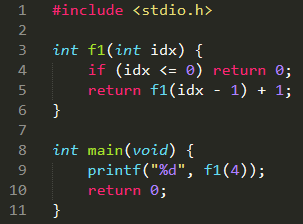 1 #include <stdio.h>
2
3 int f1(int idx) {
4     if (idx <= 0) return 0;
5     return f1(idx - 1) + 1;
6 }
7
8 int main(void) {
9     printf("%d", f1(4));
10     return 0;
11 }